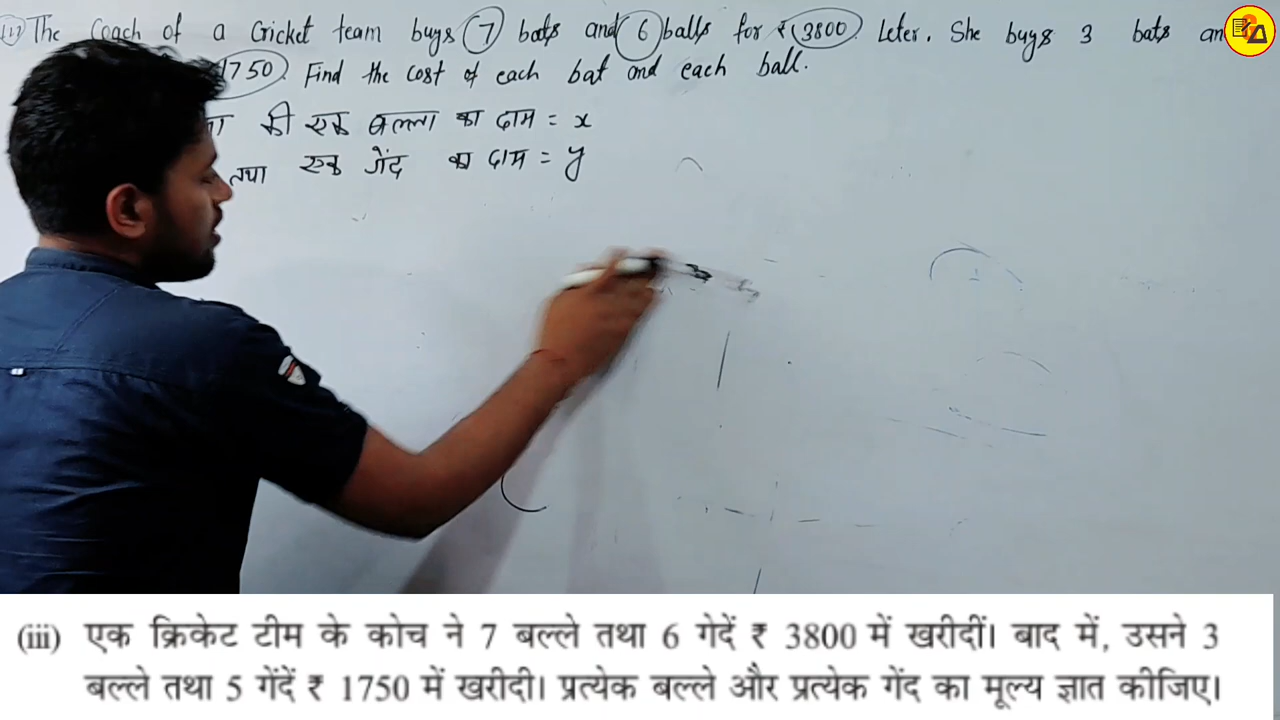 The Coach of a Cricket team buys 7 bats and 6 balls for ₹ 3800 Leter. She buys 3 bats an
1750. Find the cost of each bat and each ball.
की एक बल्ला का दाम = x
तथा एक गेंद का दाम = y
(iii) एक क्रिकेट टीम के कोच ने 7 बल्ले तथा 6 गेदें ₹ 3800 में खरीदीं। बाद में, उसने 3
बल्ले तथा 5 गेंदें ₹ 1750 में खरीदी। प्रत्येक बल्ले और प्रत्येक गेंद का मूल्य ज्ञात कीजिए।